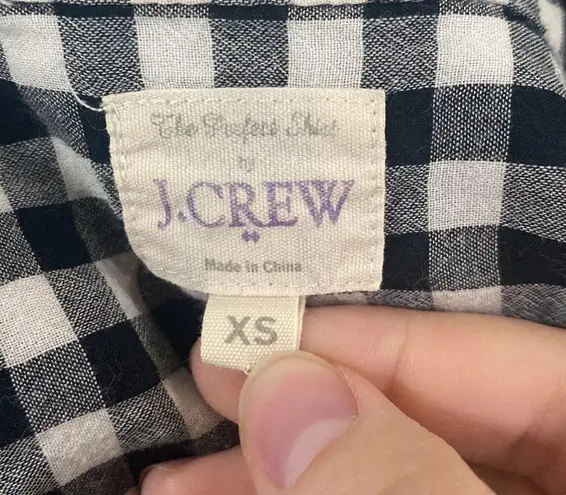 The Perfect Shirt
by
J.CREW
Made in China
XS